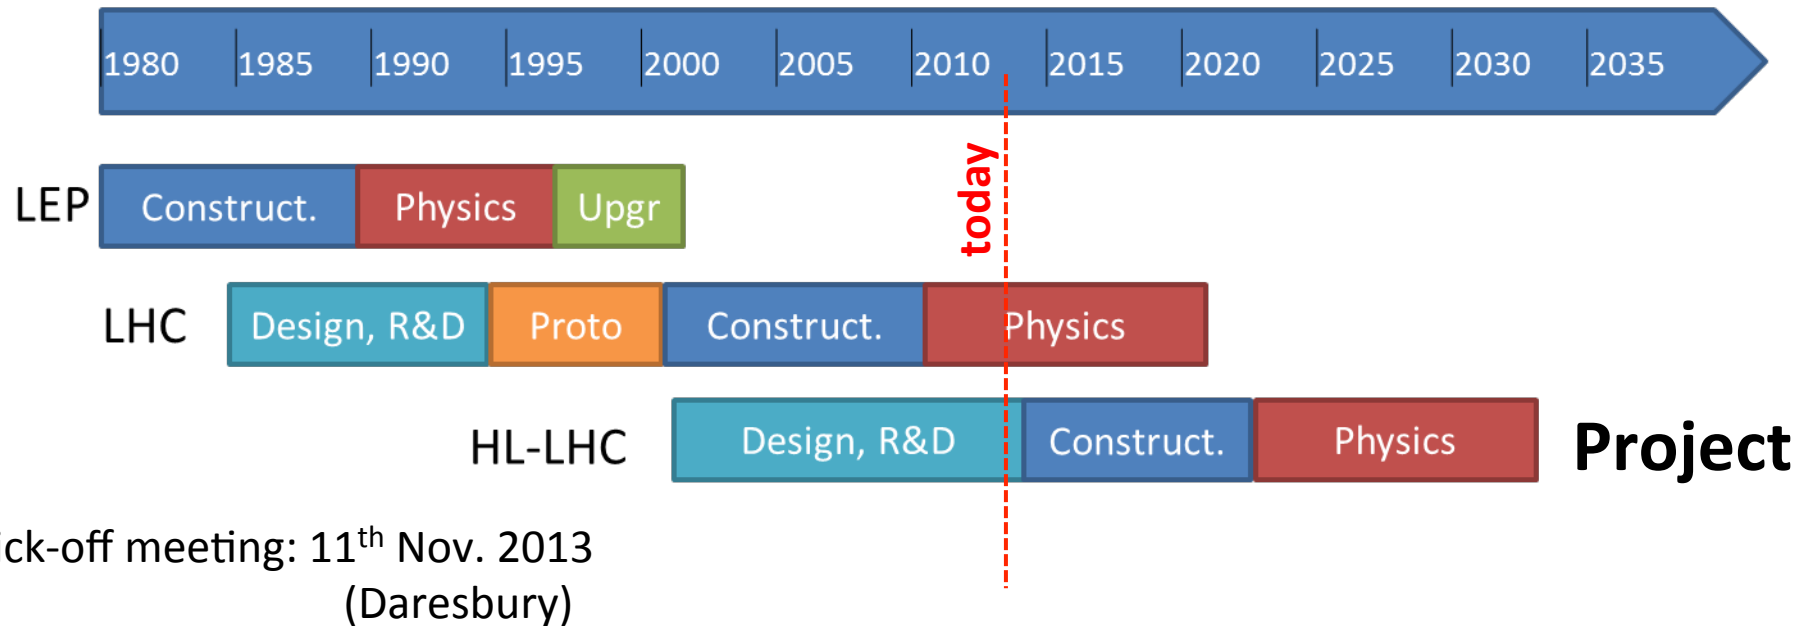 1980 1985 1990 1995 2000 2005 2010 2015 2020 2025 2030 2035
today
LEP Construct. Physics Upgr
LHC Design, R&D Proto Construct. Physics
HL-LHC Design, R&D Construct. Physics Project
ick-off meeting: 11th Nov. 2013
(Daresbury)